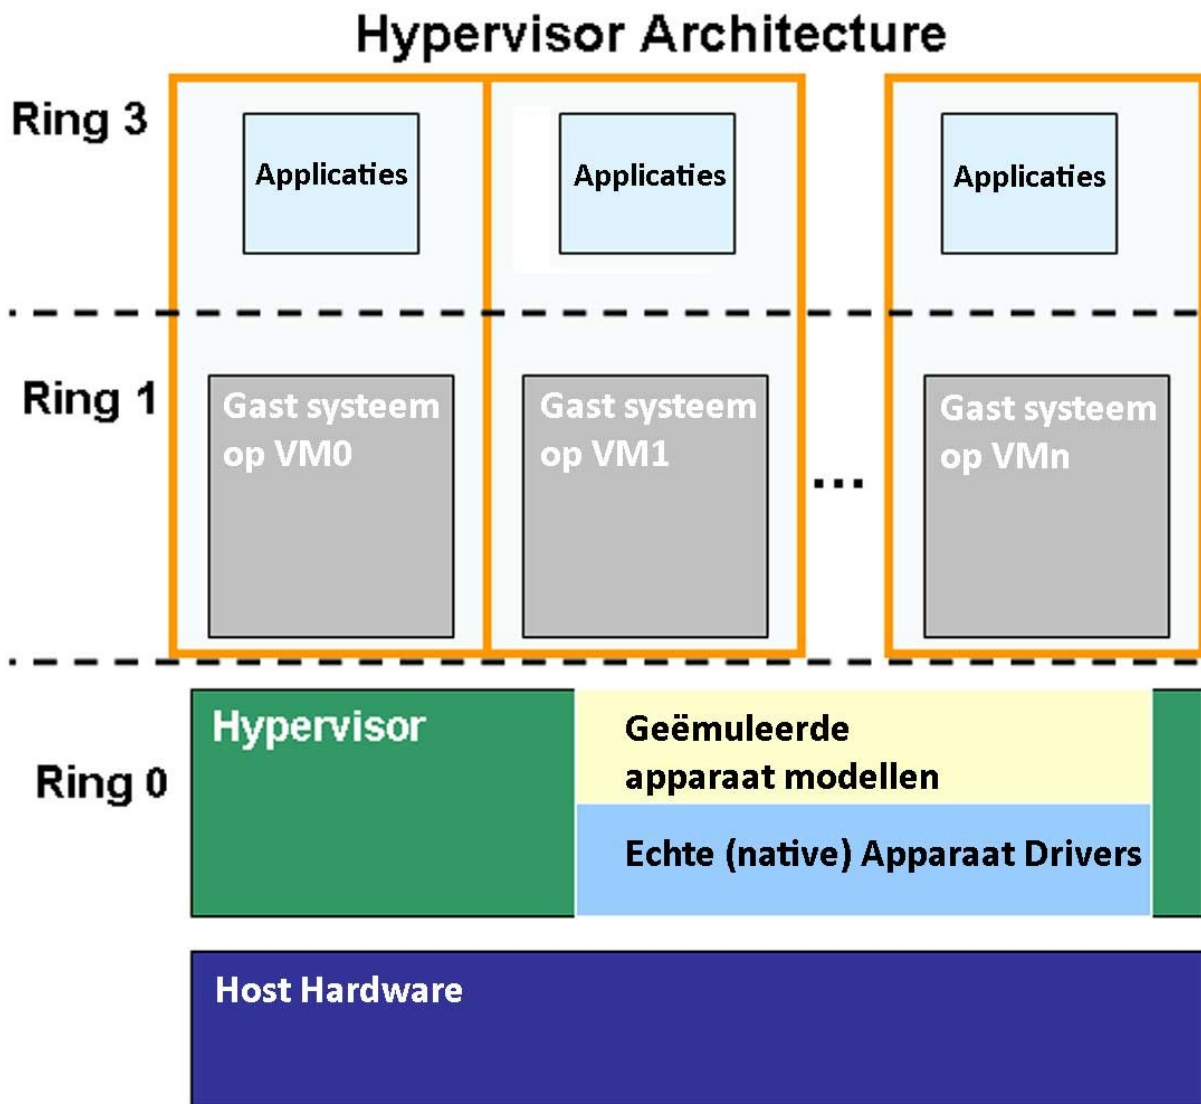 Hypervisor Architecture
Ring 3
Applicaties
Applicaties
Applicaties
Ring 1
Gast systeem
op VM0
Gast systeem
op VM1
...
Gast systeem
op VMn
Ring 0
Hypervisor
Geëmuleerde
apparaat modellen
Echte (native) Apparaat Drivers
Host Hardware